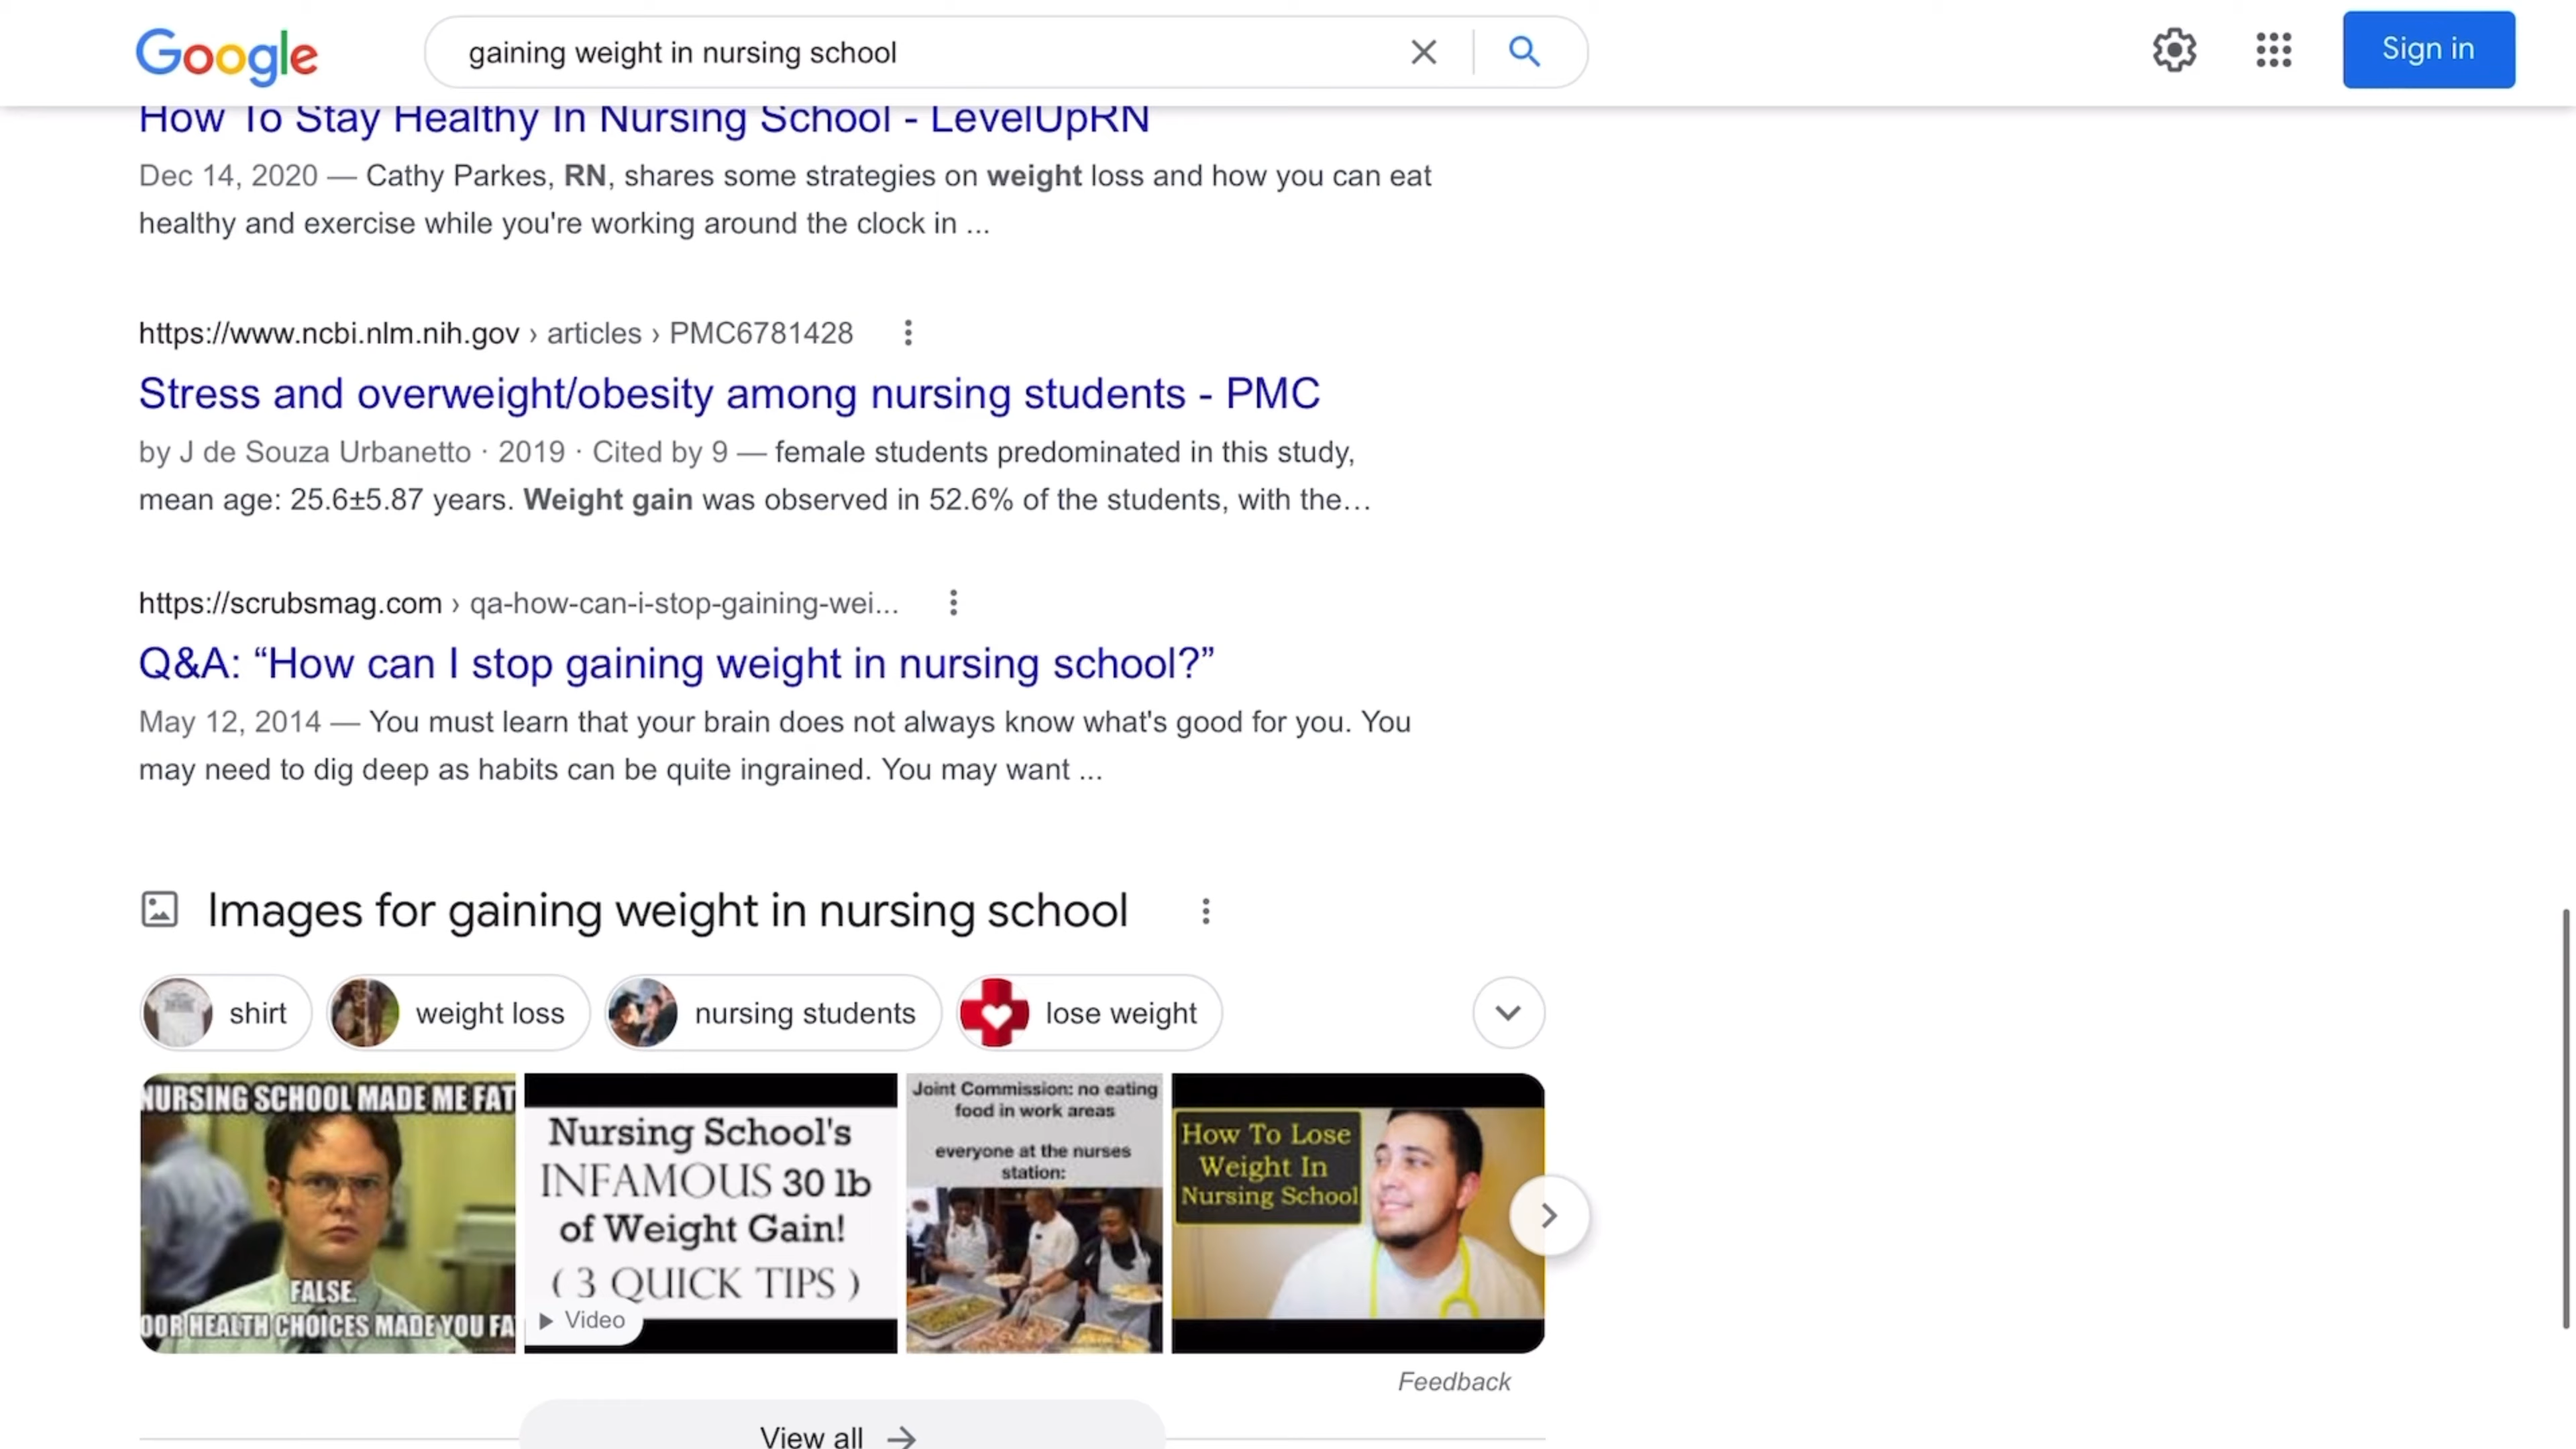 Google
gaining weight in nursing school
Sign in
How To Stay Healthy In Nursing School - LevelUpRN
Dec 14, 2020 — Cathy Parkes, RN, shares some strategies on weight loss and how you can eat
healthy and exercise while you're working around the clock in ...
https://www.ncbi.nlm.nih.gov › articles › PMC6781428
Stress and overweight/obesity among nursing students - PMC
by J de Souza Urbanetto · 2019 · Cited by 9 — female students predominated in this study,
mean age: 25.6±5.87 years. Weight gain was observed in 52.6% of the students, with the...
https://scrubsmag.com › qa-how-can-i-stop-gaining-wei...
Q&A: “How can I stop gaining weight in nursing school?”
May 12, 2014 — You must learn that your brain does not always know what's good for you. You
may need to dig deep as habits can be quite ingrained. You may want ...
Images for gaining weight in nursing school
shirt
weight loss
nursing students
lose weight
NURSING SCHOOL MADE ME FAT
FALSE.
OOR HEALTH CHOICES MADE YOU FA
Nursing School's
INFAMOUS 30 lb
of Weight Gain!
( 3 QUICK TIPS )
Video
Joint Commission: no eating
food in work areas
everyone at the nurses
station:
How To Lose
Weight In
Nursing School
Feedback
View all